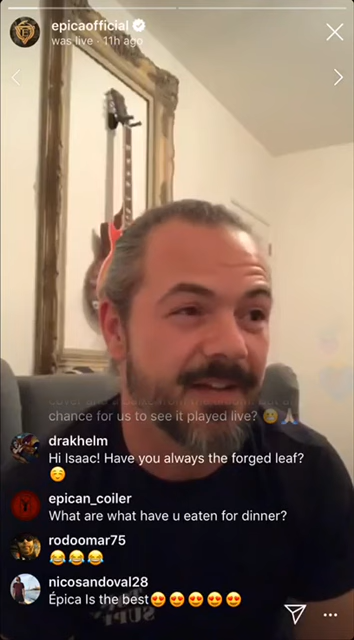 epicaofficial
was live · 11h ago
chance for us to see it played live? 😢🙏🏻
drakhelm
Hi Isaac! Have you always the forged leaf?
☺️
epican_coiler
What are what have u eaten for dinner?
rodoomar75
😂😂😂
nicosandoval28
Épica Is the best😍😍😍😍😍